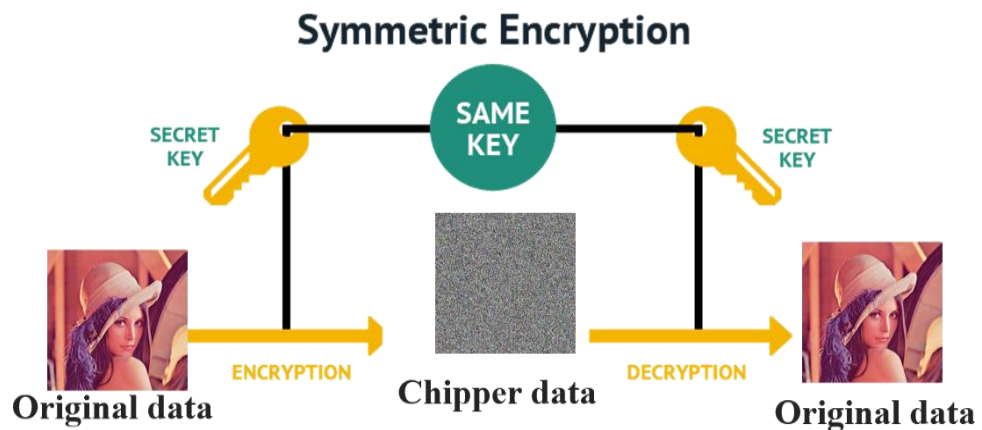 Symmetric Encryption
SAME
KEY
SECRET
KEY
SECRET
KEY
ENCRYPTION
DECRYPTION
Original data
Chipper data
Original data